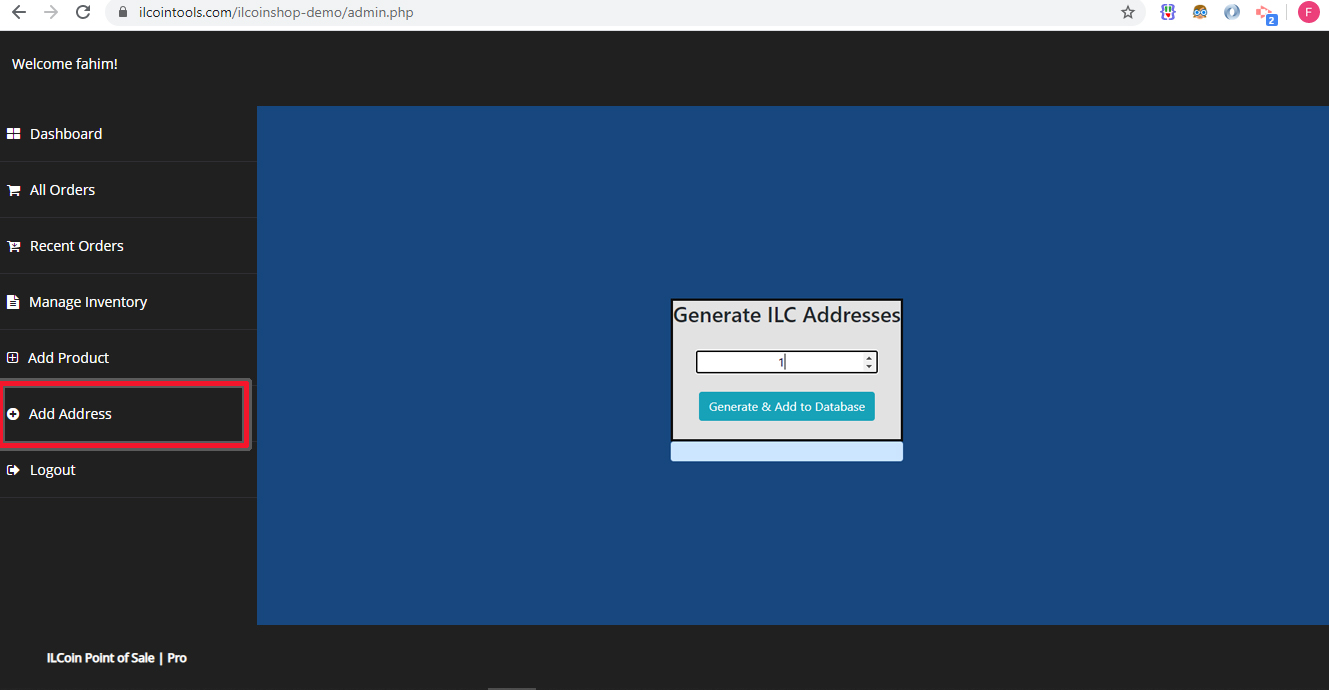 ilcointools.com/ilcoinshop-demo/admin.php
2
F
Welcome fahim!
Dashboard
All Orders
Recent Orders
Manage Inventory
Add Product
Add Address
Logout
Generate ILC Addresses
1
Generate & Add to Database
ILCoin Point of Sale | Pro